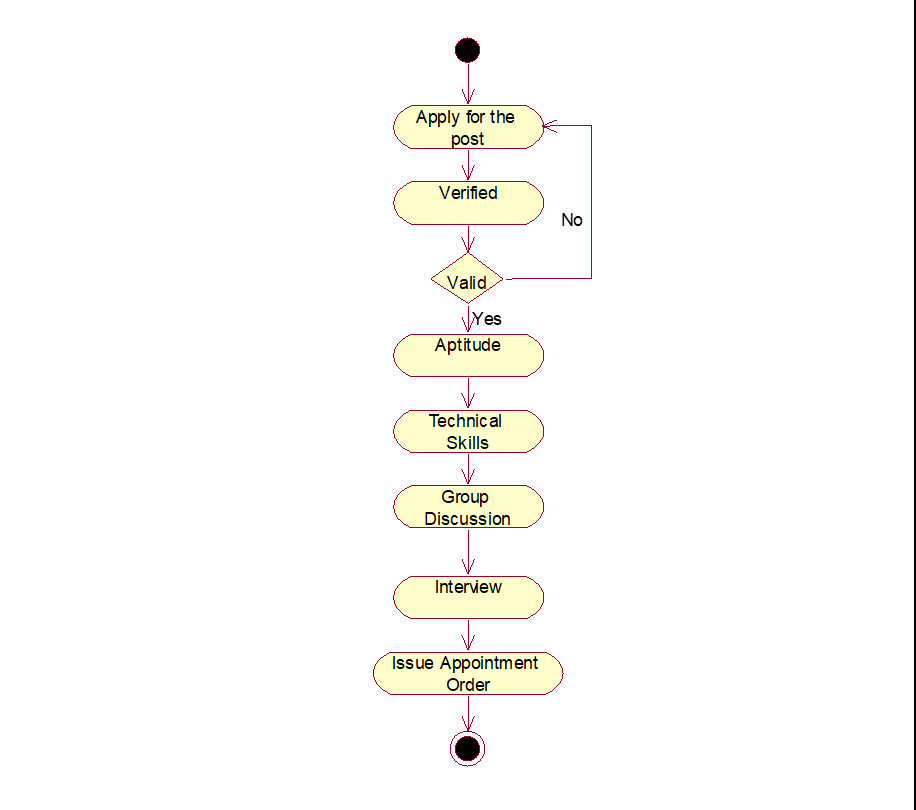 Apply for the
post
Verified
No
Valid
Yes
Aptitude
Technical
Skills
Group
Discussion
Interview
Issue Appointment
Order